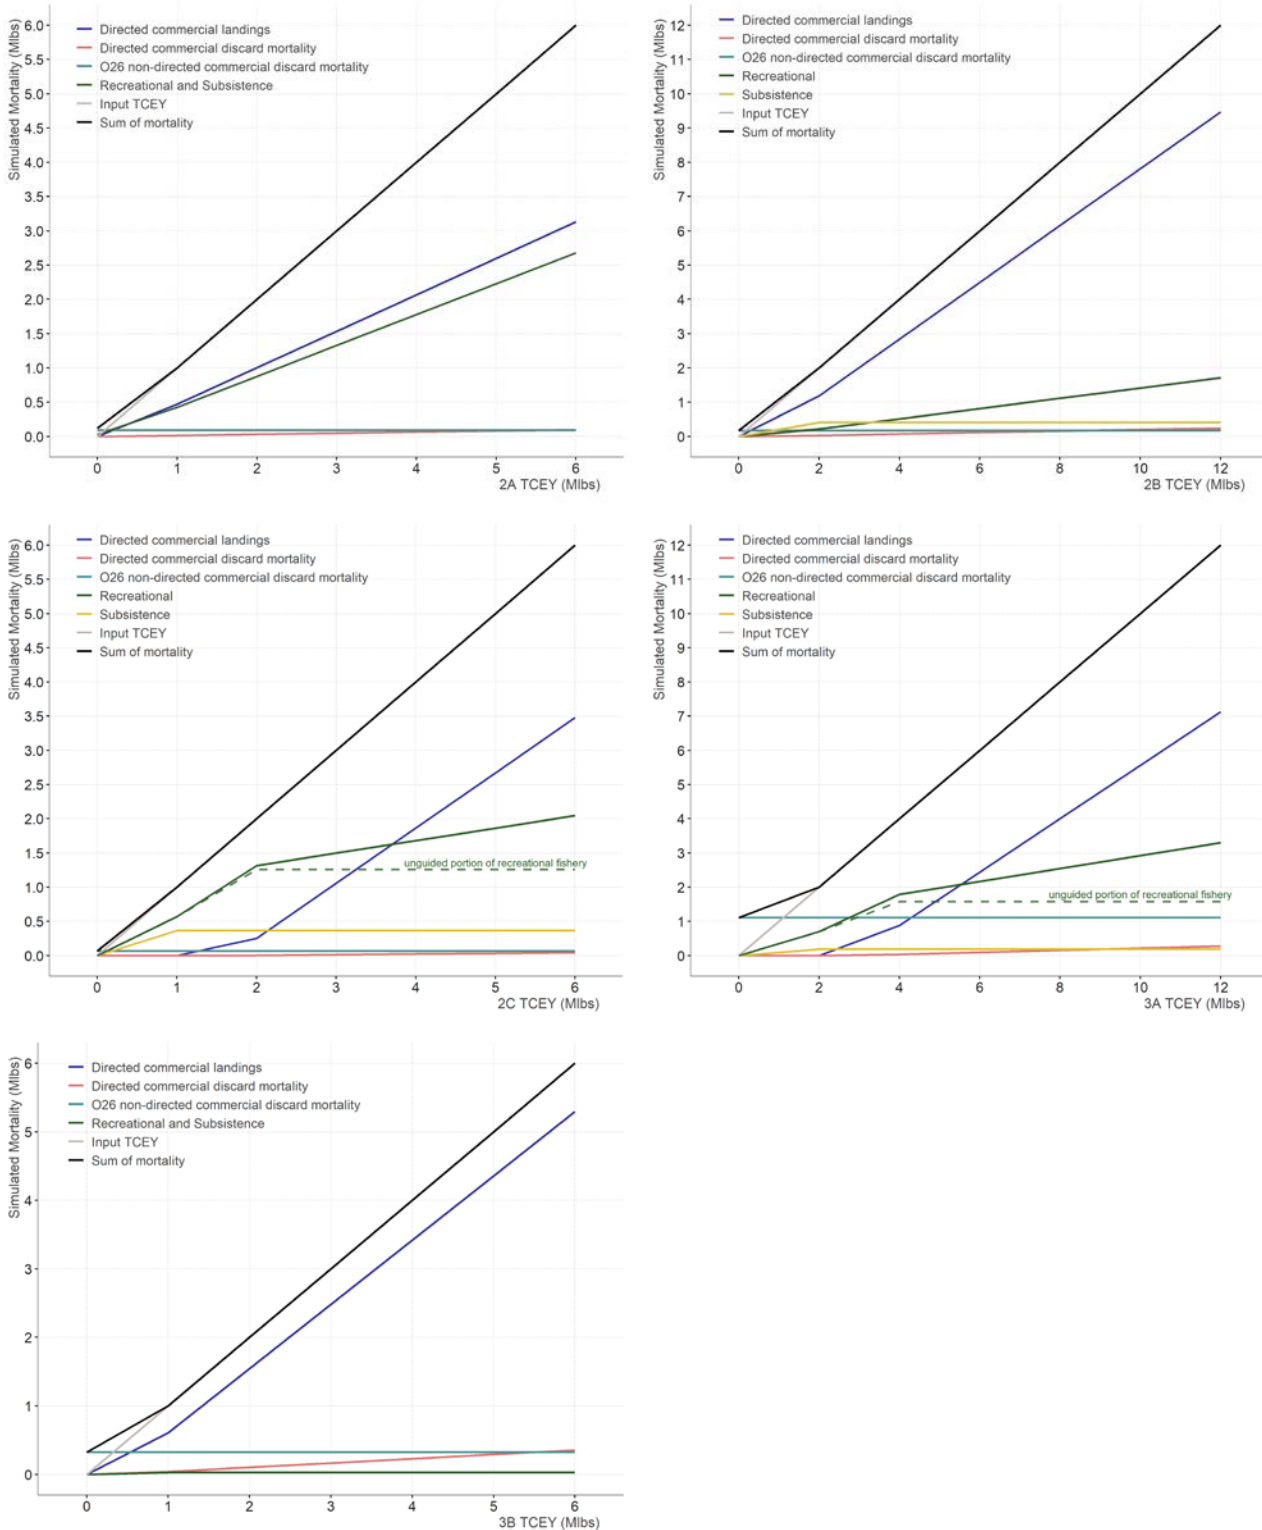 Simulated Mortality (Mlbs)
6.0
5.5
5.0
4.5
4.0
3.5
3.0
2.5
2.0
1.5
1.0
0.5
0.0
Directed commercial landings
Directed commercial discard mortality
O26 non-directed commercial discard mortality
Recreational and Subsistence
Input TCEY
Sum of mortality
0 1 2 3 4 5 6
2A TCEY (Mlbs)
Simulated Mortality (Mlbs)
12
11
10
9
8
7
6
5
4
3
2
1
0
Directed commercial landings
Directed commercial discard mortality
O26 non-directed commercial discard mortality
Recreational
Subsistence
Input TCEY
Sum of mortality
0 2 4 6 8 10 12
2B TCEY (Mlbs)
Simulated Mortality (Mlbs)
6.0
5.5
5.0
4.5
4.0
3.5
3.0
2.5
2.0
1.5
1.0
0.5
0.0
Directed commercial landings
Directed commercial discard mortality
O26 non-directed commercial discard mortality
Recreational
Subsistence
Input TCEY
Sum of mortality
unguided portion of recreational fishery
0 1 2 3 4 5 6
2C TCEY (Mlbs)
Simulated Mortality (Mlbs)
12
11
10
9
8
7
6
5
4
3
2
1
0
Directed commercial landings
Directed commercial discard mortality
O26 non-directed commercial discard mortality
Recreational
Subsistence
Input TCEY
Sum of mortality
unguided portion of recreational fishery
0 2 4 6 8 10 12
3A TCEY (Mlbs)
Simulated Mortality (Mlbs)
6
5
4
3
2
1
0
Directed commercial landings
Directed commercial discard mortality
O26 non-directed commercial discard mortality
Recreational and Subsistence
Input TCEY
Sum of mortality
0 1 2 3 4 5 6
3B TCEY (Mlbs)